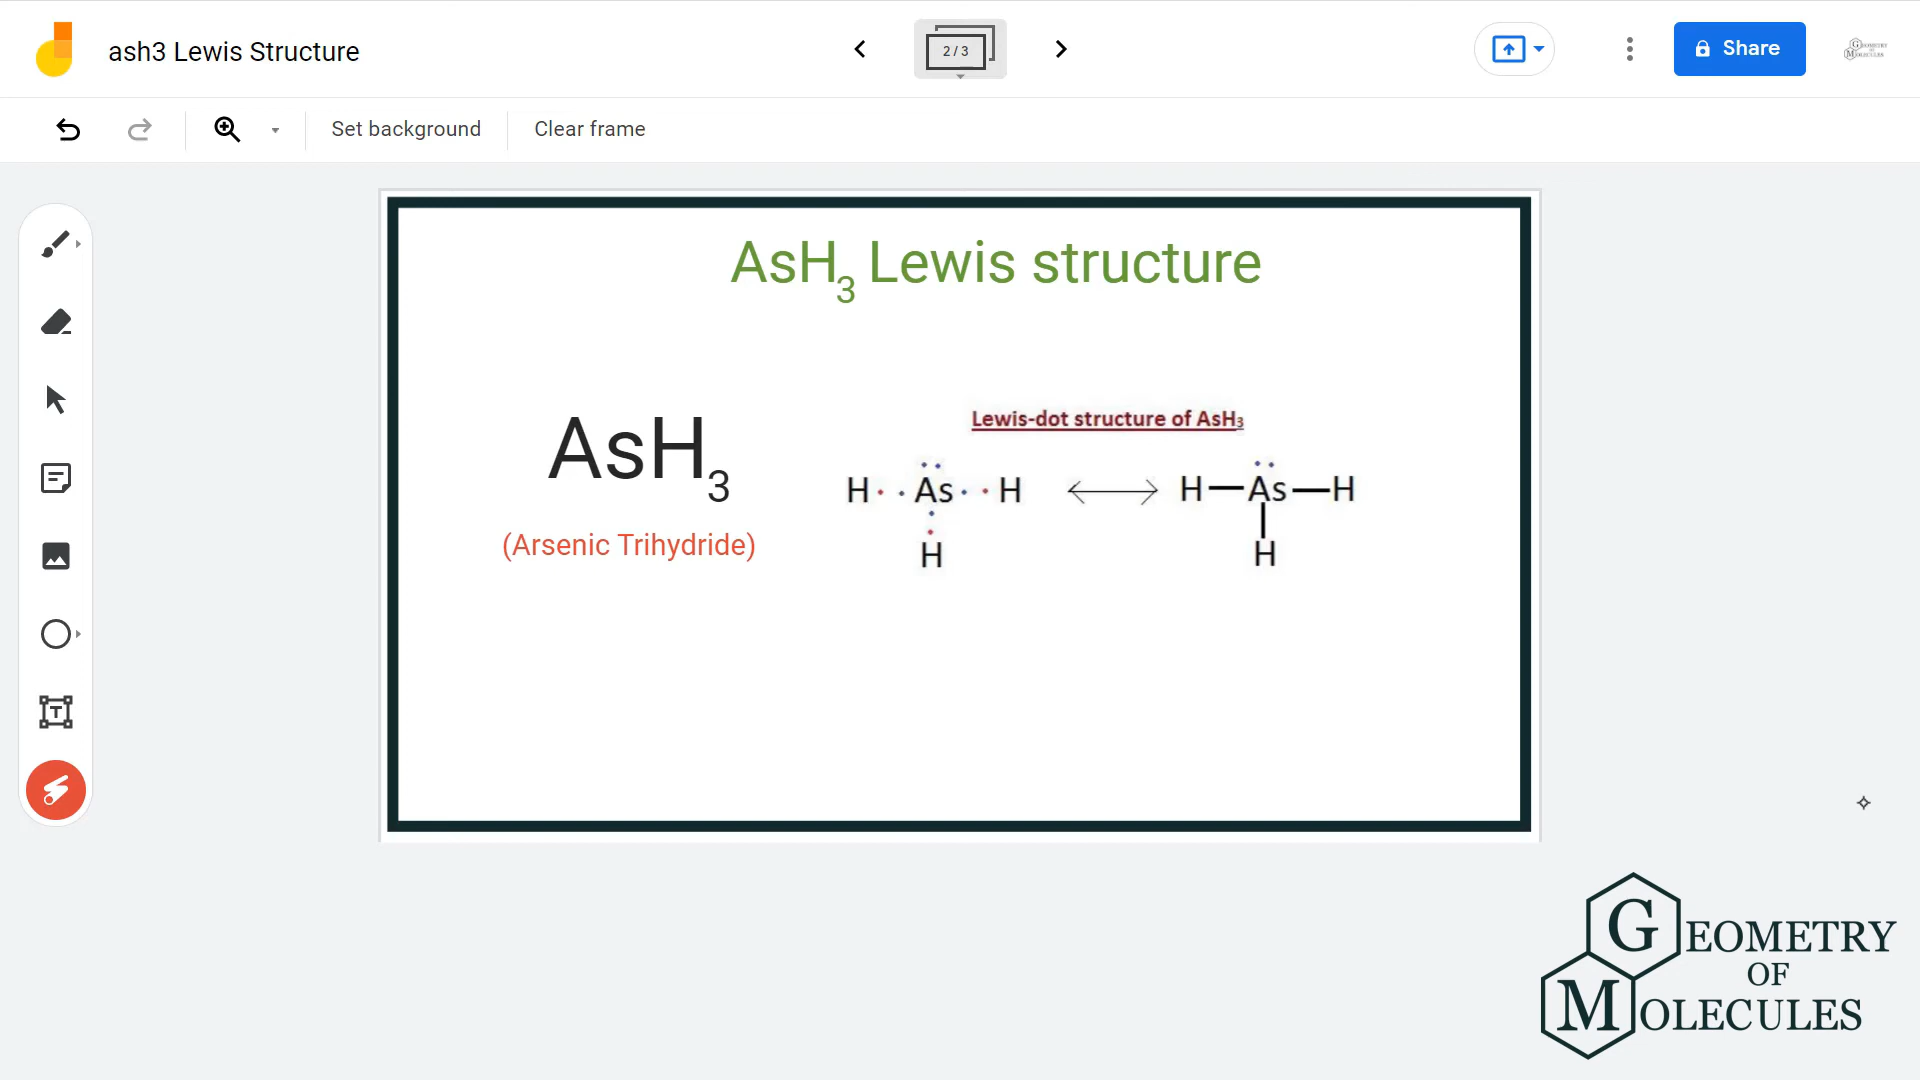 ash3 Lewis Structure
2 / 3
Share
Set background
Clear frame
AsH3 Lewis structure
AsH3
(Arsenic Trihydride)
Lewis-dot structure of AsH3
H · · As · · H ⟷ H—As—H
H H
T
GEOMETRY
OF
MOLECULES